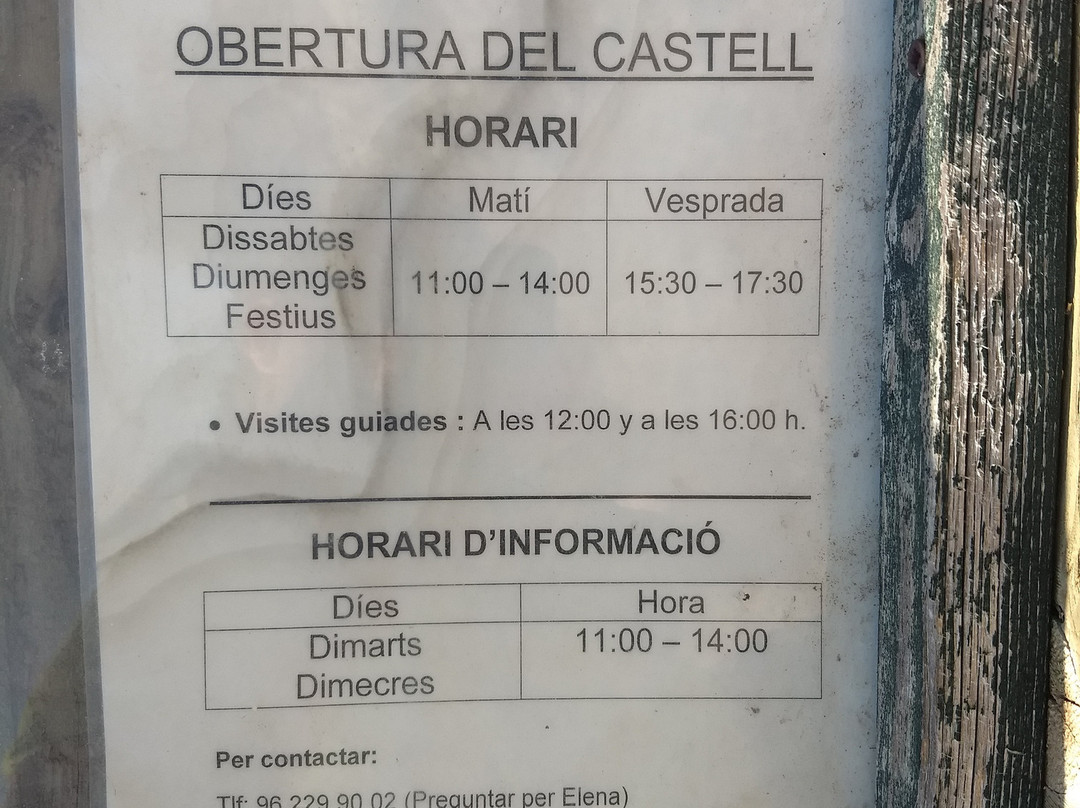 OBERTURA DEL CASTELL
HORARI
Díes Matí Vesprada
Dissabtes
Diumenges 11:00 – 14:00 15:30 – 17:30
Festius
• Visites guiades : A les 12:00 y a les 16:00 h.
HORARI D'INFORMACIÓ
Díes Hora
Dimarts 11:00 – 14:00
Dimecres
Per contactar:
Tlf: 96 229 90 02 (Preguntar per Elena)